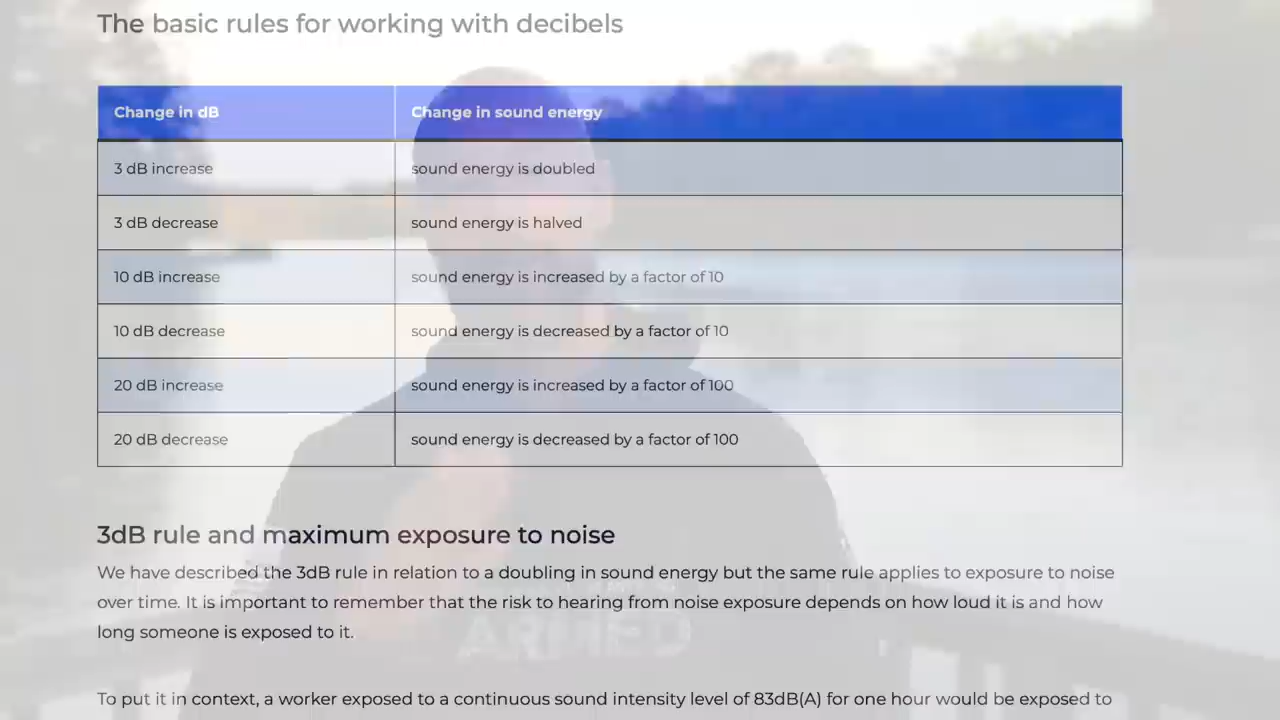 The basic rules for working with decibels
Change in dB Change in sound energy
3 dB increase sound energy is doubled
3 dB decrease sound energy is halved
10 dB increase sound energy is increased by a factor of 10
10 dB decrease sound energy is decreased by a factor of 10
20 dB increase sound energy is increased by a factor of 100
20 dB decrease sound energy is decreased by a factor of 100
3dB rule and maximum exposure to noise
We have described the 3dB rule in relation to a doubling in sound energy but the same rule applies to exposure to noise
over time. It is important to remember that the risk to hearing from noise exposure depends on how loud it is and how
long someone is exposed to it.
ARMED
To put it in context, a worker exposed to a continuous sound intensity level of 83dB(A) for one hour would be exposed to